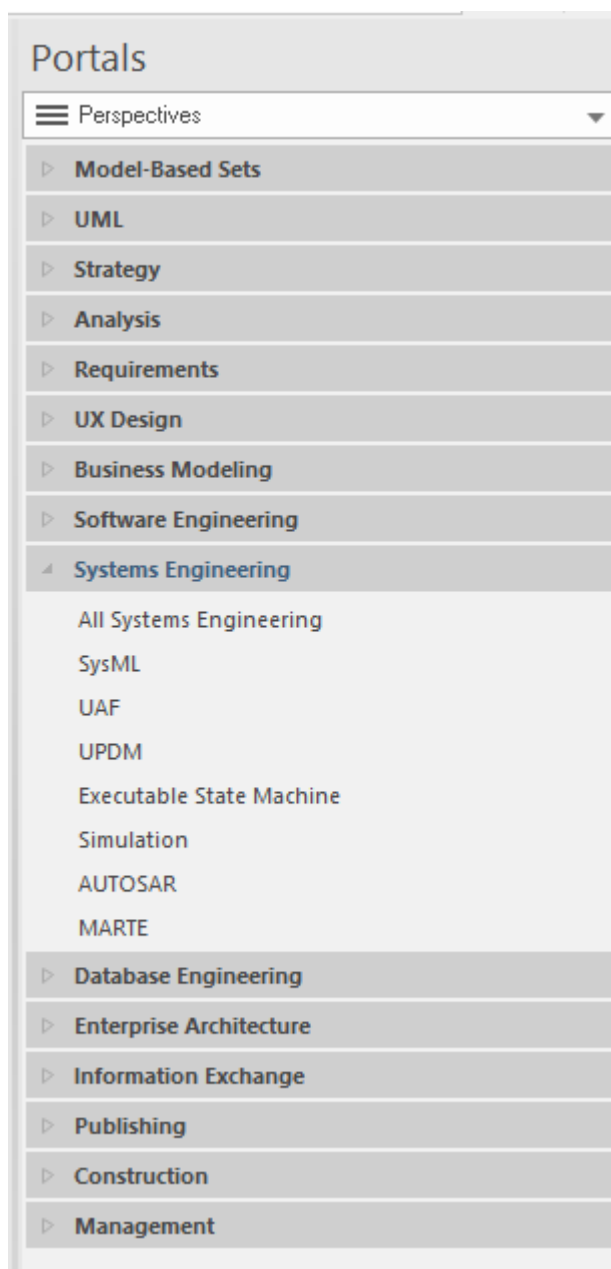 Portals
Perspectives
Model-Based Sets
UML
Strategy
Analysis
Requirements
UX Design
Business Modeling
Software Engineering
Systems Engineering
All Systems Engineering
SysML
UAF
UPDM
Executable State Machine
Simulation
AUTOSAR
MARTE
Database Engineering
Enterprise Architecture
Information Exchange
Publishing
Construction
Management